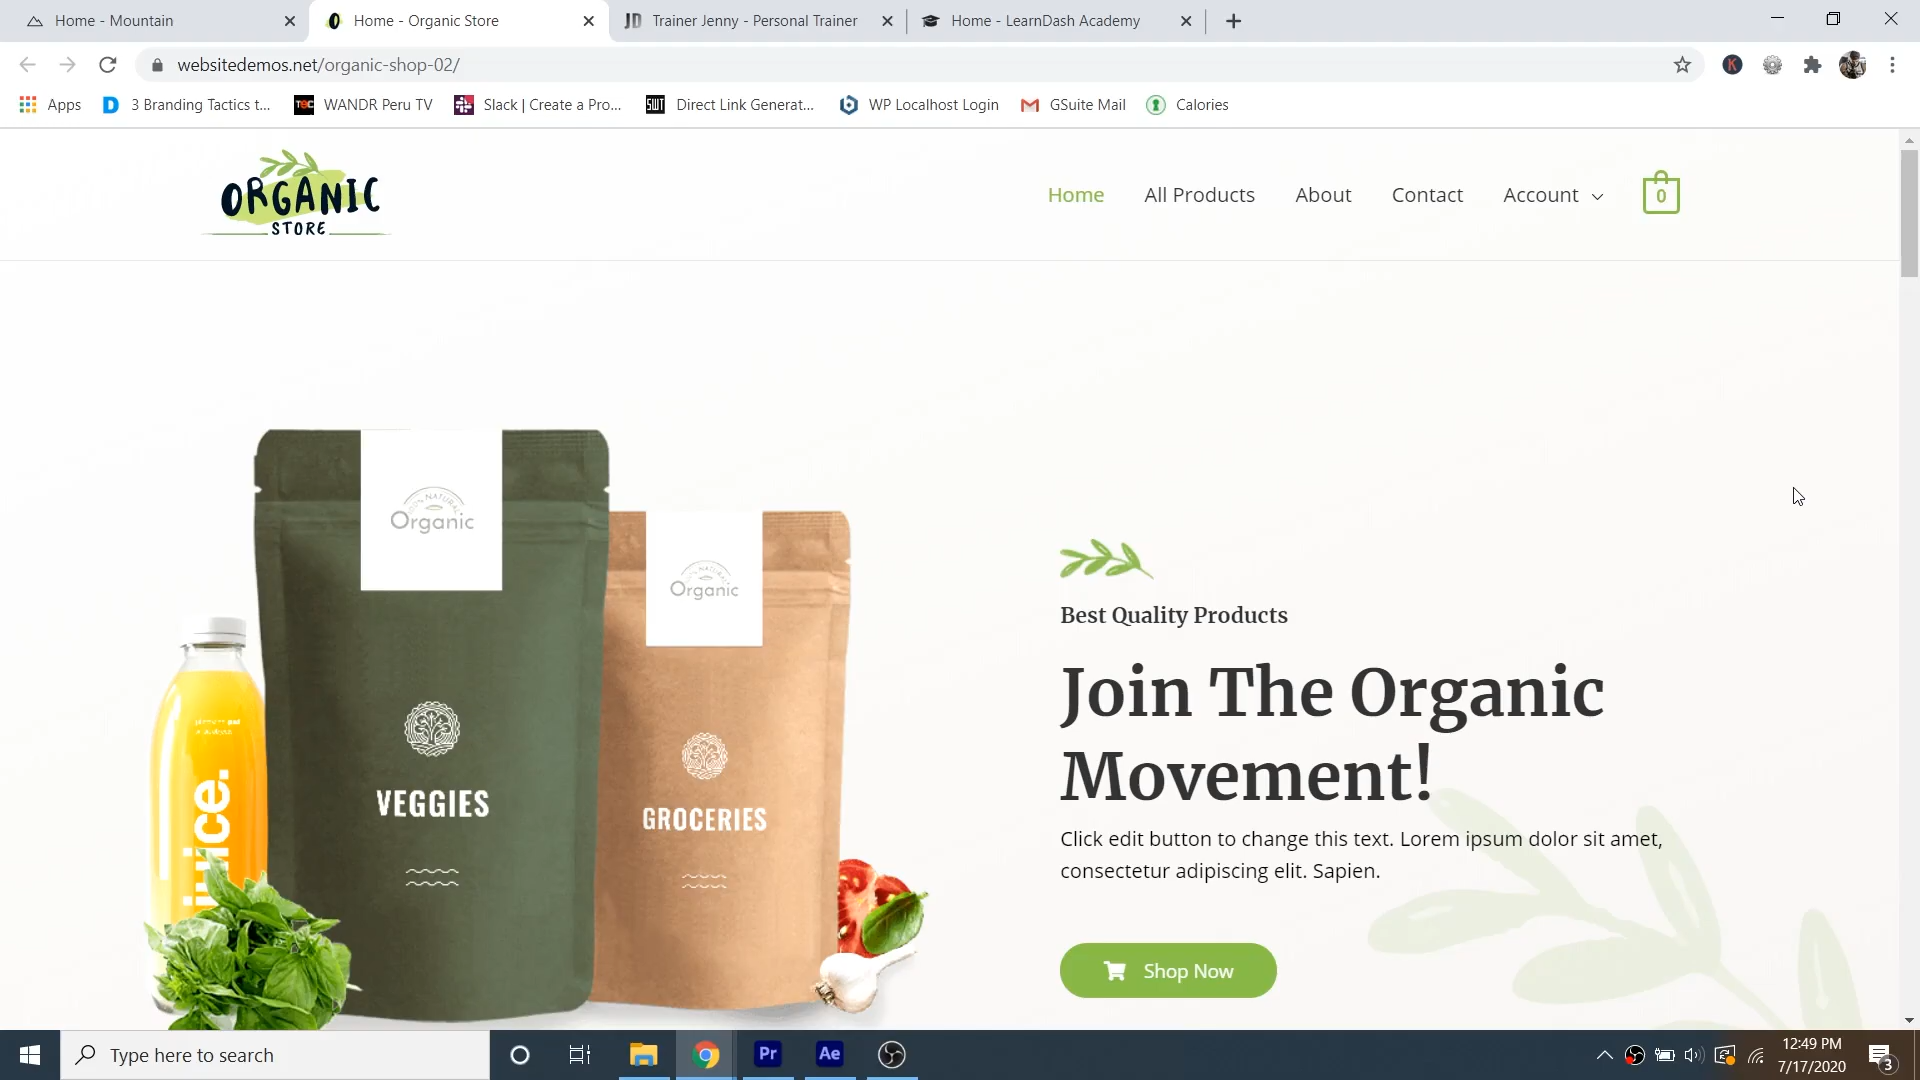 Home - Mountain
Home - Organic Store
Trainer Jenny - Personal Trainer
Home - LearnDash Academy
websitedemos.net/organic-shop-02/
Apps
3 Branding Tactics t...
WANDR Peru TV
Slack | Create a Pro...
Direct Link Generat...
WP Localhost Login
GSuite Mail
Calories
ORGANIC
STORE
Home
All Products
About
Contact
Account
0
100% NATURAL
Organic
Organic
juice.
VEGGIES
GROCERIES
Best Quality Products
Join The Organic
Movement!
Click edit button to change this text. Lorem ipsum dolor sit amet,
consectetur adipiscing elit. Sapien.
Shop Now
Type here to search
Pr
Ae
12:49 PM
7/17/2020
3